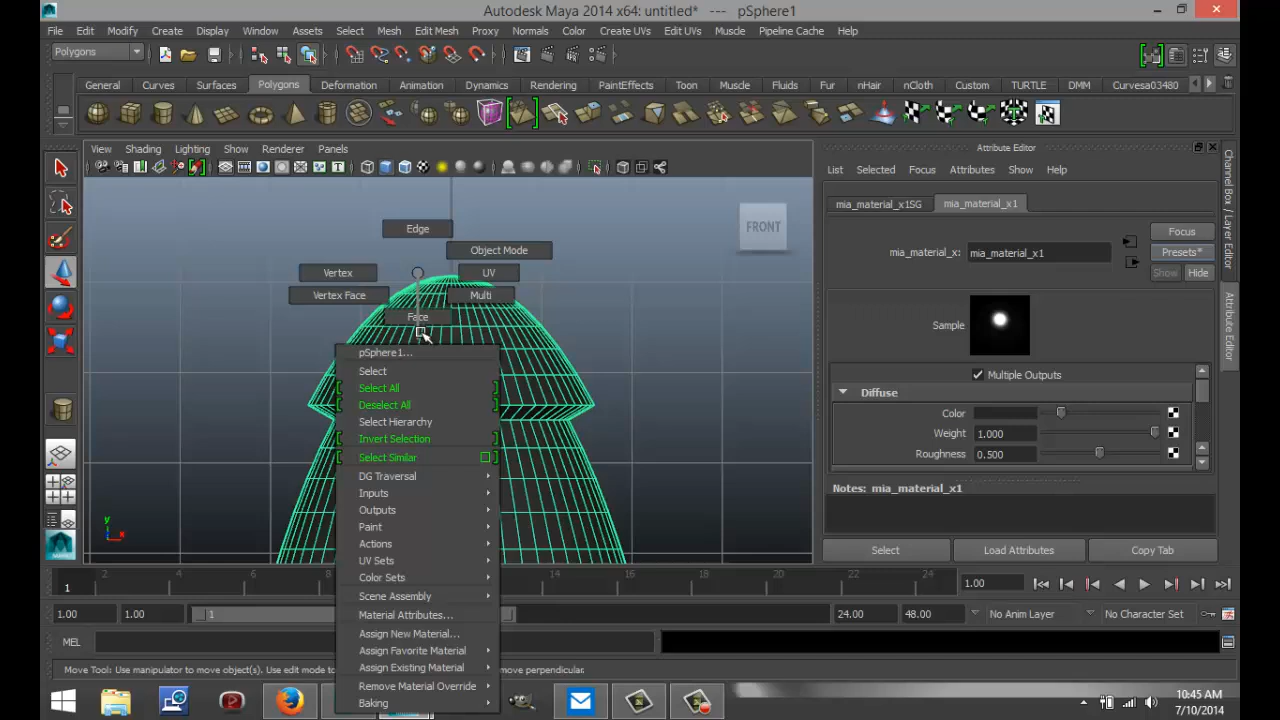 Autodesk Maya 2014 x64: untitled* --- pSphere1
File Edit Modify Create Display Window Assets Select Mesh Edit Mesh Proxy Normals Color Create UVs Edit UVs Muscle Pipeline Cache Help
Polygons
General Curves Surfaces Polygons Deformation Animation Dynamics Rendering PaintEffects Toon Muscle Fluids Fur nHair nCloth Custom TURTLE DMM Curvesa03480
View Shading Lighting Show Renderer Panels
Edge
Object Mode
Vertex UV
Vertex Face Multi
Face
FRONT
pSphere1...
Select
Select All
Deselect All
Select Hierarchy
Invert Selection
Select Similar
DG Traversal
Inputs
Outputs
Paint
Actions
UV Sets
Color Sets
Scene Assembly
Material Attributes...
Assign New Material...
Assign Favorite Material
Assign Existing Material
Remove Material Override
Baking
y
x
Attribute Editor
List Selected Focus Attributes Show Help
mia_material_x1SG mia_material_x1
Focus
mia_material_x: mia_material_x1 Presets*
Show Hide
Sample
Multiple Outputs
Diffuse
Color
Weight 1.000
Roughness 0.500
Notes: mia_material_x1
Select Load Attributes Copy Tab
Channel Box / Layer Editor
Attribute Editor
1 2 4 6 8 14 16 18 20 22 24 1.00
1.00 1.00 1 24.00 48.00 No Anim Layer No Character Set
MEL
Move Tool: Use manipulator to move object(s). Use edit mode to move perpendicular.
10:45 AM
7/10/2014